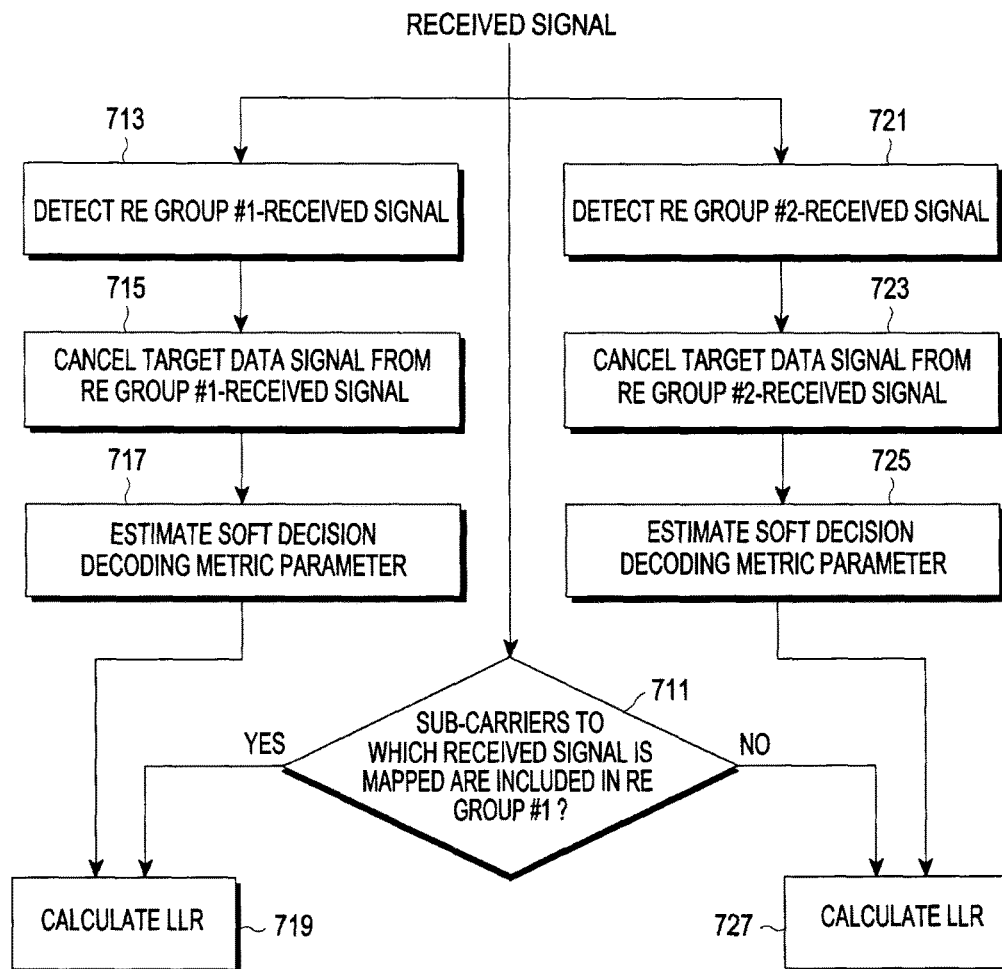 RECEIVED SIGNAL
713
721
DETECT RE GROUP #1-RECEIVED SIGNAL
DETECT RE GROUP #2-RECEIVED SIGNAL
715
723
CANCEL TARGET DATA SIGNAL FROM
RE GROUP #1-RECEIVED SIGNAL
CANCEL TARGET DATA SIGNAL FROM
RE GROUP #2-RECEIVED SIGNAL
717
725
ESTIMATE SOFT DECISION
DECODING METRIC PARAMETER
ESTIMATE SOFT DECISION
DECODING METRIC PARAMETER
711
YES
SUB-CARRIERS TO
WHICH RECEIVED SIGNAL IS
MAPPED ARE INCLUDED IN RE
GROUP #1 ?
NO
CALCULATE LLR
719
727
CALCULATE LLR